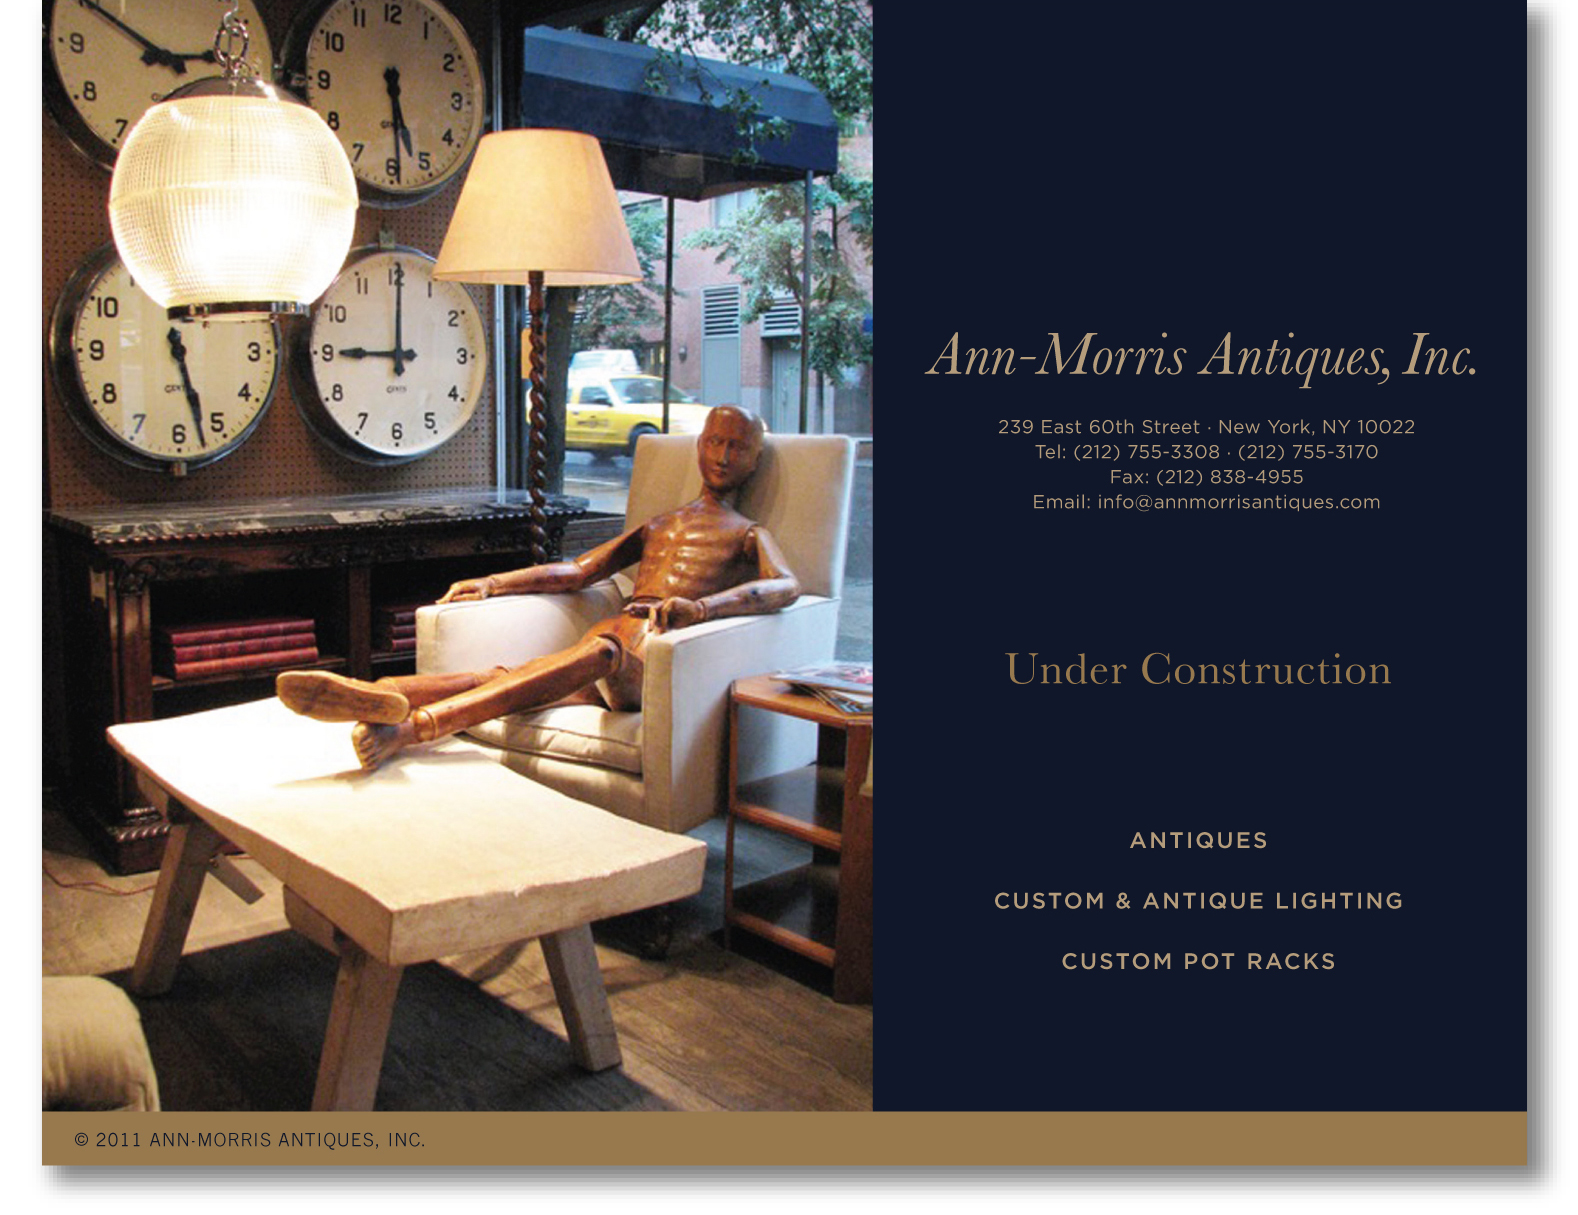 Ann-Morris Antiques, Inc.
239 East 60th Street · New York, NY 10022
Tel: (212) 755-3308 · (212) 755-3170
Fax: (212) 838-4955
Email: info@annmorrisantiques.com
Under Construction
ANTIQUES
CUSTOM & ANTIQUE LIGHTING
CUSTOM POT RACKS
© 2011 ANN-MORRIS ANTIQUES, INC.